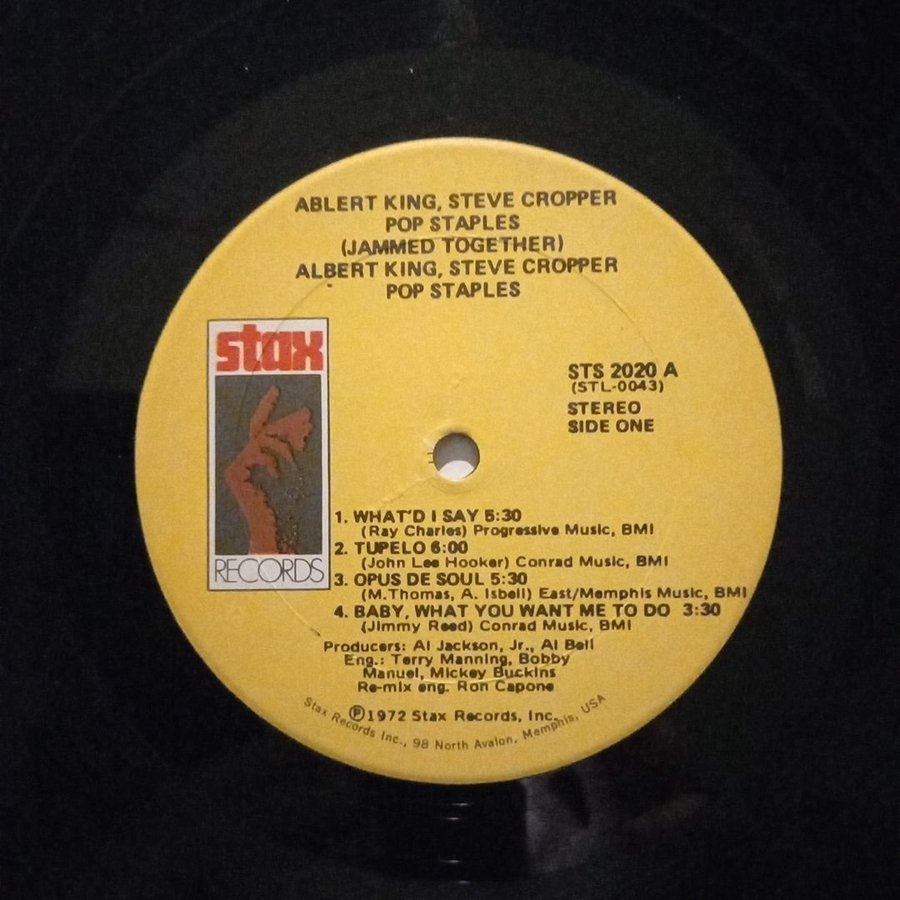 ABLERT KING, STEVE CROPPER
POP STAPLES
(JAMMED TOGETHER)
ALBERT KING, STEVE CROPPER
POP STAPLES
stax
RECORDS
STS 2020 A
(STL-0043)
STEREO
SIDE ONE
1. WHAT'D I SAY 5:30
(Ray Charles) Progressive Music, BMI
2. TUPELO 6:00
(John Lee Hooker) Conrad Music, BMI
3. OPUS DE SOUL 5:30
(M.Thomas, A. Isbell) East/Memphis Music, BMI
4. BABY, WHAT YOU WANT ME TO DO 3:30
(Jimmy Reed) Conrad Music, BMI
Producers: Al Jackson, Jr., Al Bell
Eng.: Terry Manning, Bobby
Manuel, Mickey Buckins
Re-mix eng. Ron Capone
℗1972 Stax Records, Inc.
Stax Records Inc., 98 North Avalon, Memphis, USA